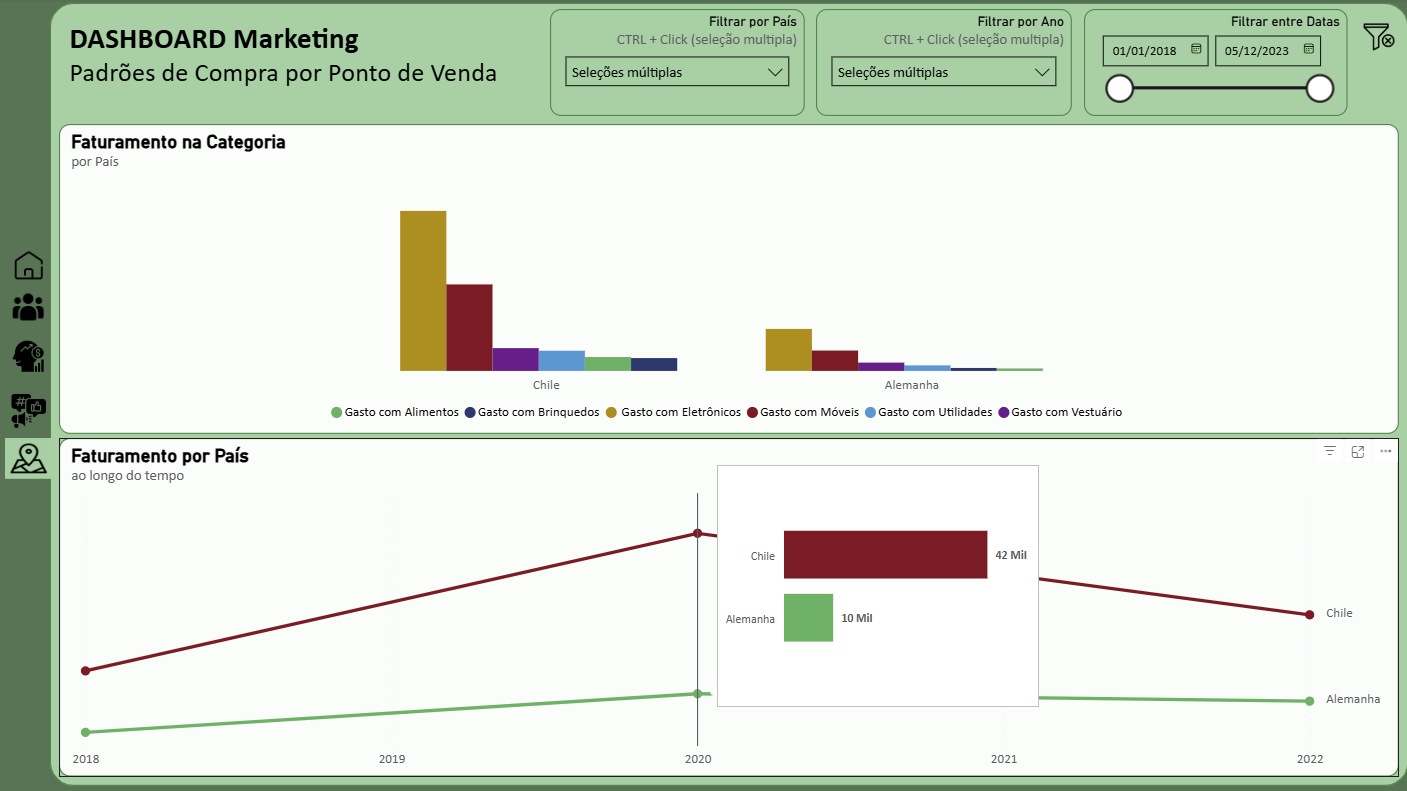 DASHBOARD Marketing
Padrões de Compra por Ponto de Venda
Filtrar por País
CTRL + Click (seleção multipla)
Seleções múltiplas
Filtrar por Ano
CTRL + Click (seleção multipla)
Seleções múltiplas
Filtrar entre Datas
01/01/2018
05/12/2023
Faturamento na Categoria
por País
Chile
Alemanha
Gasto com Alimentos
Gasto com Brinquedos
Gasto com Eletrônicos
Gasto com Móveis
Gasto com Utilidades
Gasto com Vestuário
Faturamento por País
ao longo do tempo
Chile
42 Mil
Alemanha
10 Mil
Chile
Alemanha
2018
2019
2020
2021
2022